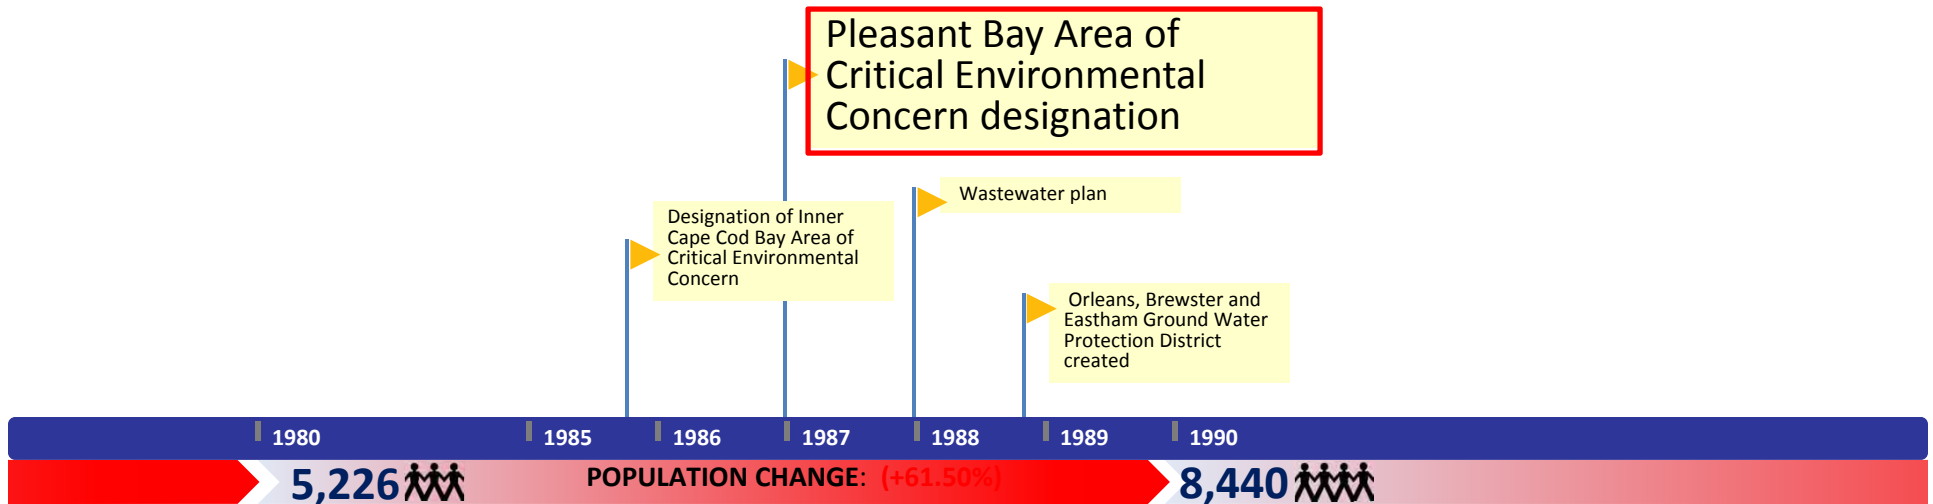 Pleasant Bay Area of
Critical Environmental
Concern designation
Wastewater plan
Designation of Inner
Cape Cod Bay Area of
Critical Environmental
Concern
Orleans, Brewster and
Eastham Ground Water
Protection District
created
1980 1985 1986 1987 1988 1989 1990
5,226 POPULATION CHANGE: (+61.50%) 8,440